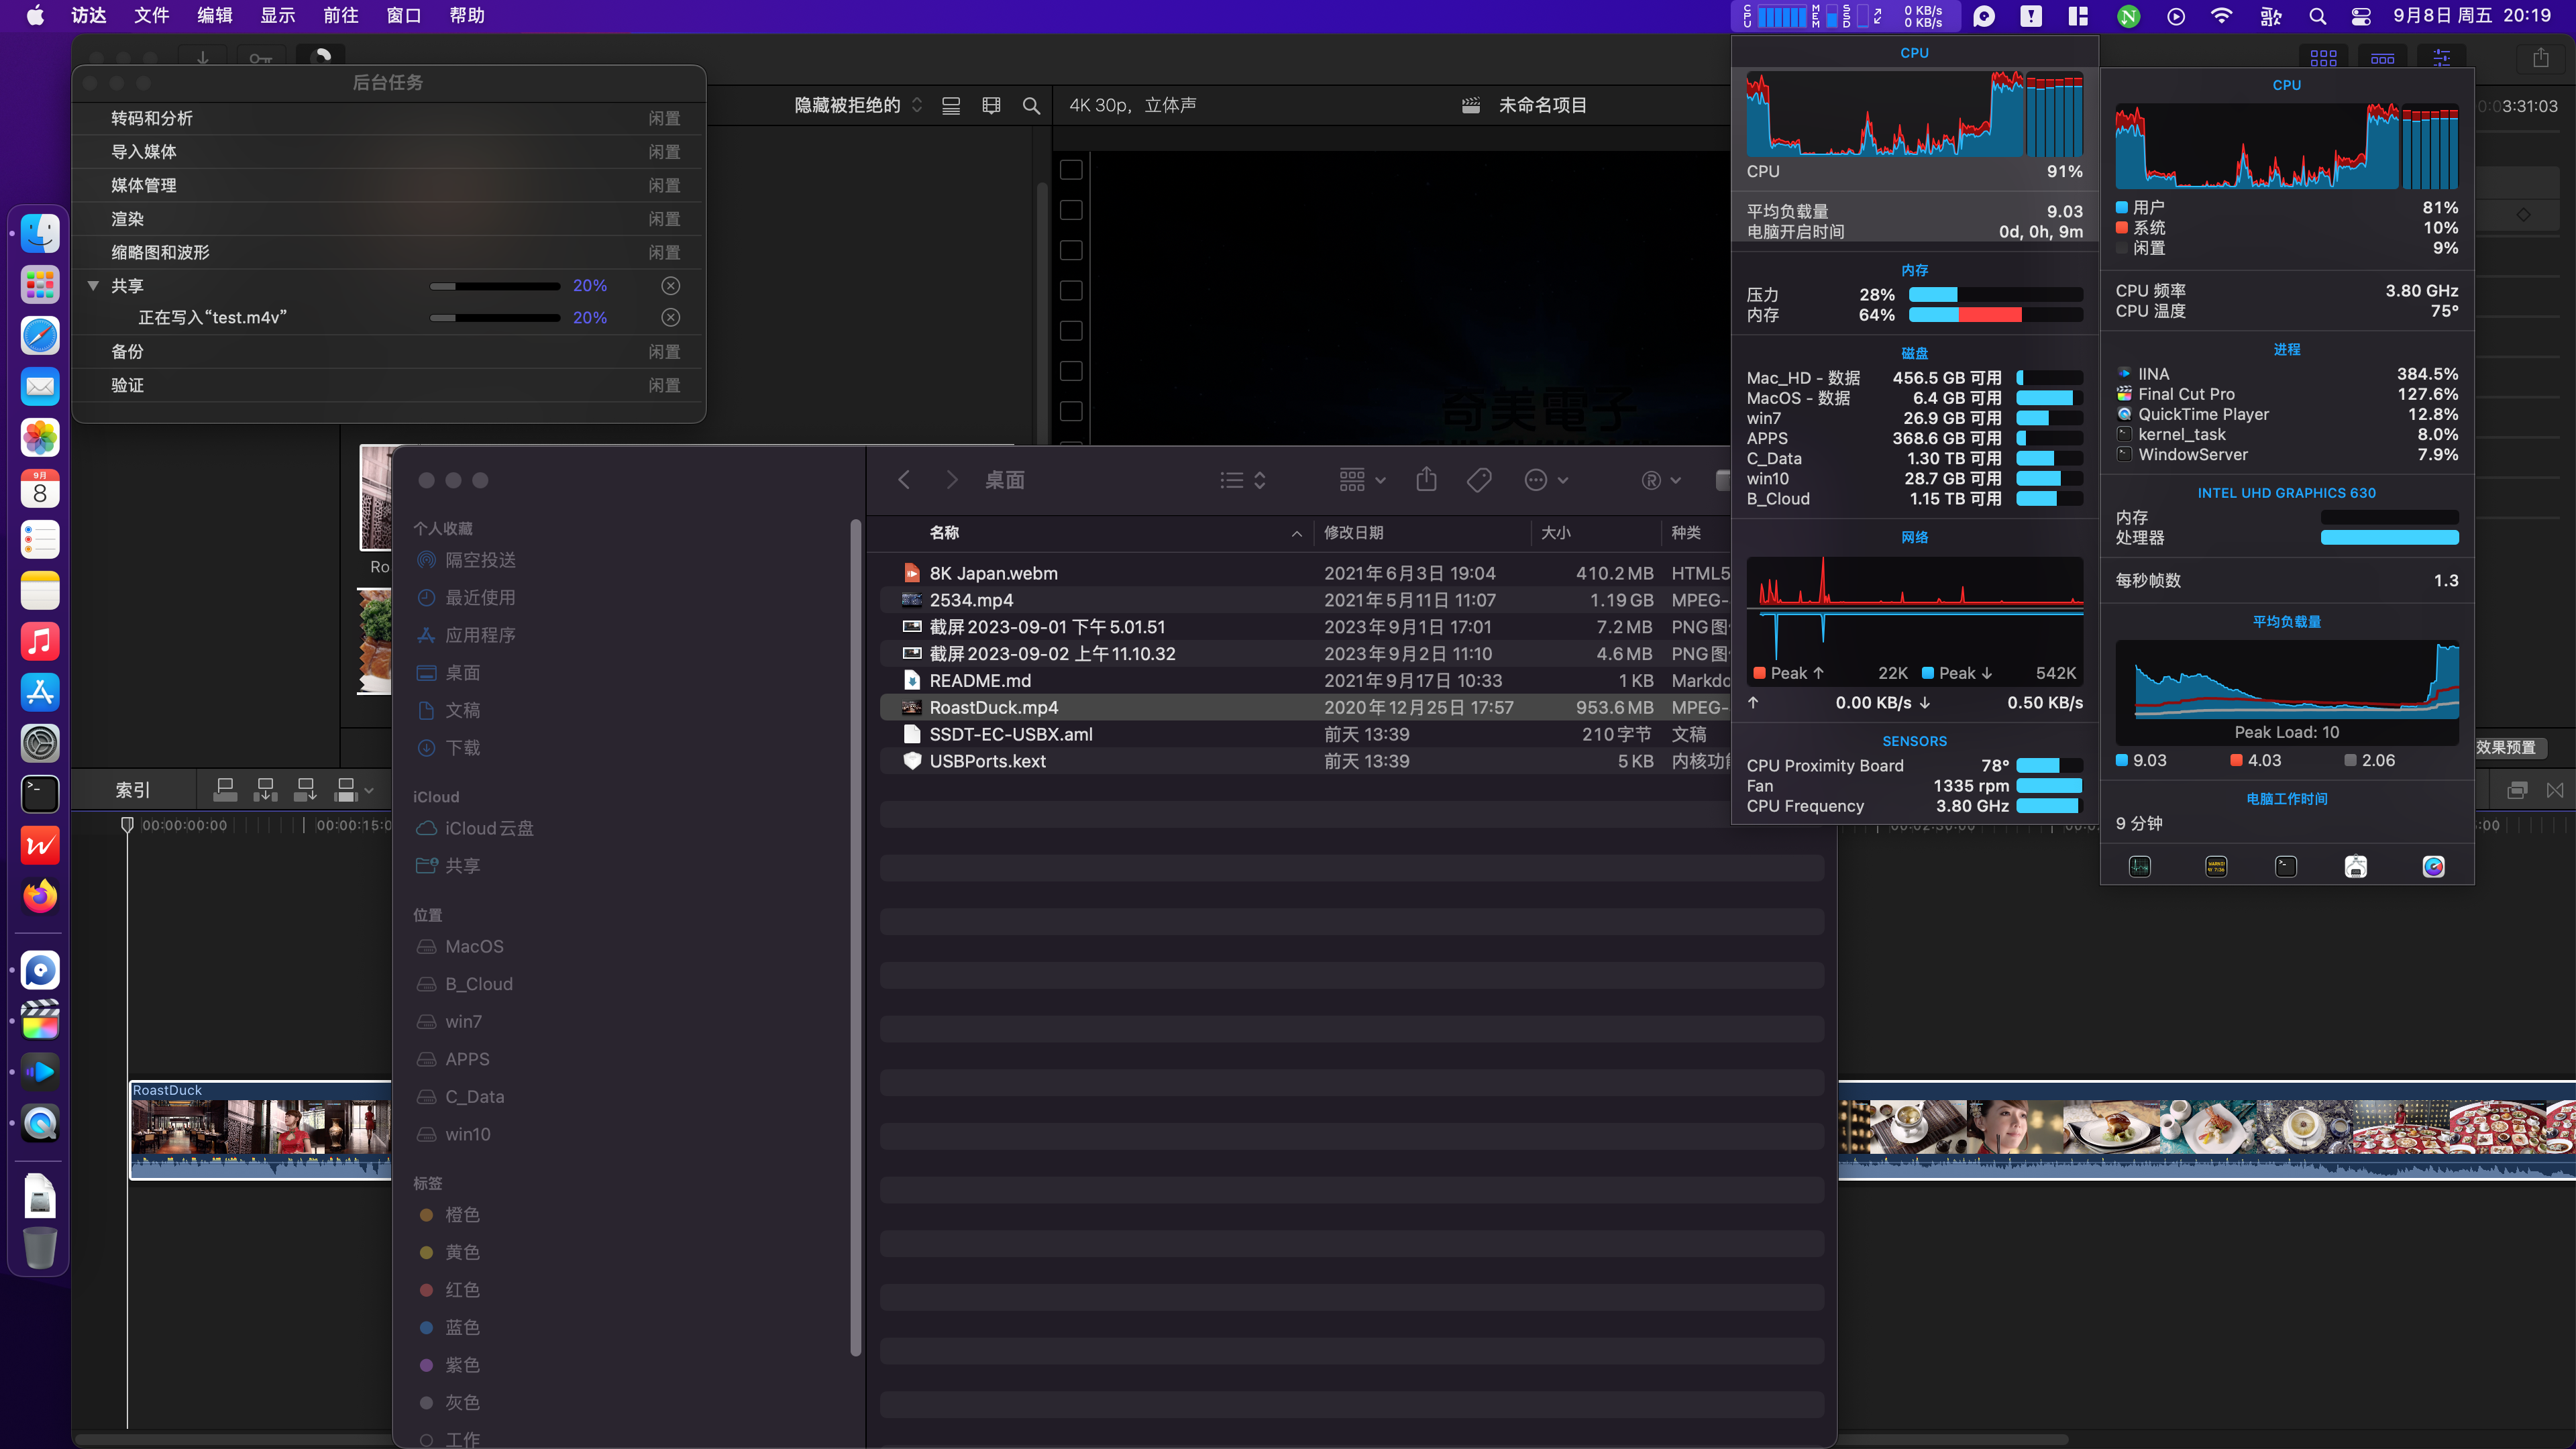 访达 文件 编辑 显示 前往 窗口 帮助
CPU MEM SSD 0 KB/s
0 KB/s
9月8日 周五 20:19
后台任务
转码和分析 闲置
导入媒体 闲置
媒体管理 闲置
渲染 闲置
缩略图和波形 闲置
共享 20%
正在写入“test.m4v” 20%
备份 闲置
验证 闲置
隐藏被拒绝的
4K 30p, 立体声
未命名项目
奇美電子
CPU
CPU 91%
平均负载量 9.03
电脑开启时间 0d, 0h, 9m
内存
压力 28%
内存 64%
磁盘
Mac_HD - 数据 456.5 GB 可用
MacOS - 数据 6.4 GB 可用
win7 26.9 GB 可用
APPS 368.6 GB 可用
C_Data 1.30 TB 可用
win10 28.7 GB 可用
B_Cloud 1.15 TB 可用
网络
Peak ↑ 22K Peak ↓ 542K
↑ 0.00 KB/s ↓ 0.50 KB/s
SENSORS
CPU Proximity Board 78°
Fan 1335 rpm
CPU Frequency 3.80 GHz
CPU
用户 81%
系统 10%
闲置 9%
CPU 频率 3.80 GHz
CPU 温度 75°
进程
IINA 384.5%
Final Cut Pro 127.6%
QuickTime Player 12.8%
kernel_task 8.0%
WindowServer 7.9%
INTEL UHD GRAPHICS 630
内存
处理器
每秒帧数 1.3
平均负载量
Peak Load: 10
9.03 4.03 2.06
电脑工作时间
9 分钟
3:31:03
效果预置
9月
8
Ro
桌面
个人收藏
隔空投送
最近使用
应用程序
桌面
文稿
下载
iCloud
iCloud云盘
共享
位置
MacOS
B_Cloud
win7
APPS
C_Data
win10
标签
橙色
黄色
红色
蓝色
紫色
灰色
工作
名称 修改日期 大小 种类
8K Japan.webm 2021年6月3日 19:04 410.2 MB HTML5
2534.mp4 2021年5月11日 11:07 1.19 GB MPEG-
截屏2023-09-01 下午5.01.51 2023年9月1日 17:01 7.2 MB PNG图
截屏2023-09-02 上午11.10.32 2023年9月2日 11:10 4.6 MB PNG图
README.md 2021年9月17日 10:33 1 KB Markdo
RoastDuck.mp4 2020年12月25日 17:57 953.6 MB MPEG-
SSDT-EC-USBX.aml 前天 13:39 210 字节 文稿
USBPorts.kext 前天 13:39 5 KB 内核功能
索引
00:00:00:00 00:00:15:0
RoastDuck